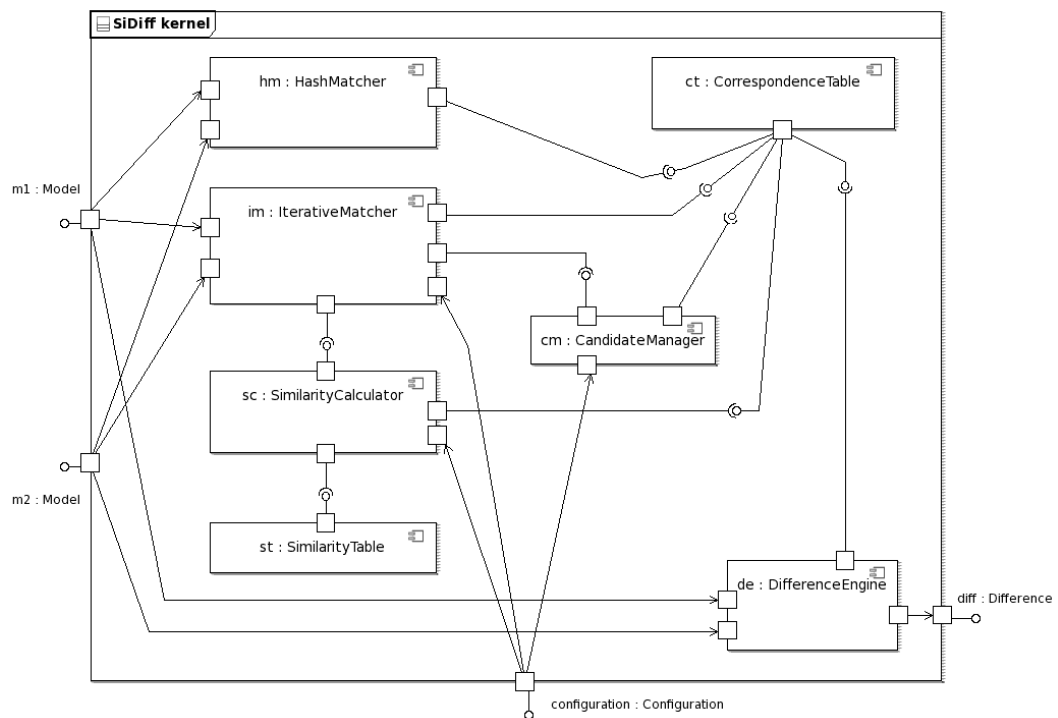 SiDiff kernel
hm : HashMatcher
ct : CorrespondenceTable
m1 : Model
im : IterativeMatcher
cm : CandidateManager
sc : SimilarityCalculator
m2 : Model
st : SimilarityTable
de : DifferenceEngine
diff : Difference
configuration : Configuration